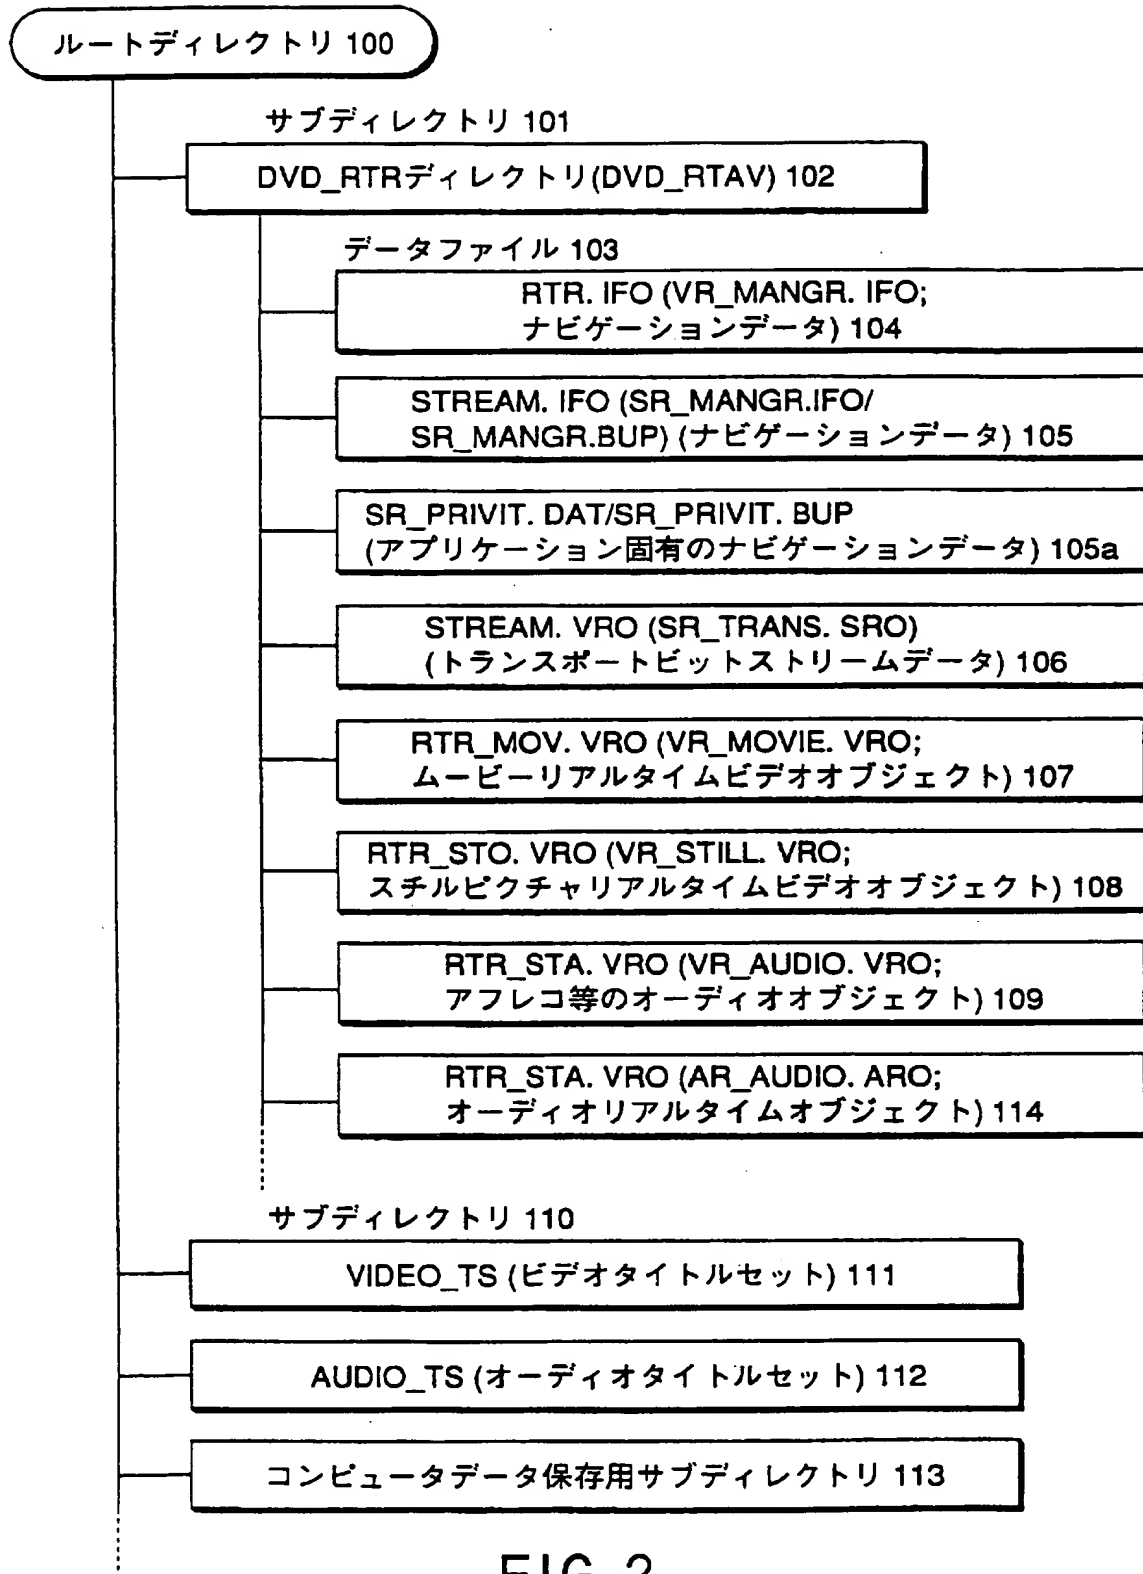 ルートディレクトリ 100
サブディレクトリ 101
DVD_RTRディレクトリ(DVD_RTAV) 102
データファイル 103
RTR. IFO (VR_MANGR. IFO;
ナビゲーションデータ) 104
STREAM. IFO (SR_MANGR.IFO/
SR_MANGR.BUP) (ナビゲーションデータ) 105
SR_PRIVIT. DAT/SR_PRIVIT. BUP
(アプリケーション固有のナビゲーションデータ) 105a
STREAM. VRO (SR_TRANS. SRO)
(トランスポートビットストリームデータ) 106
RTR_MOV. VRO (VR_MOVIE. VRO;
ムービーリアルタイムビデオオブジェクト) 107
RTR_STO. VRO (VR_STILL. VRO;
スチルピクチャリアルタイムビデオオブジェクト) 108
RTR_STA. VRO (VR_AUDIO. VRO;
アフレコ等のオーディオオブジェクト) 109
RTR_STA. VRO (AR_AUDIO. ARO;
オーディオリアルタイムオブジェクト) 114
サブディレクトリ 110
VIDEO_TS (ビデオタイトルセット) 111
AUDIO_TS (オーディオタイトルセット) 112
コンピュータデータ保存用サブディレクトリ 113
FIG. 2